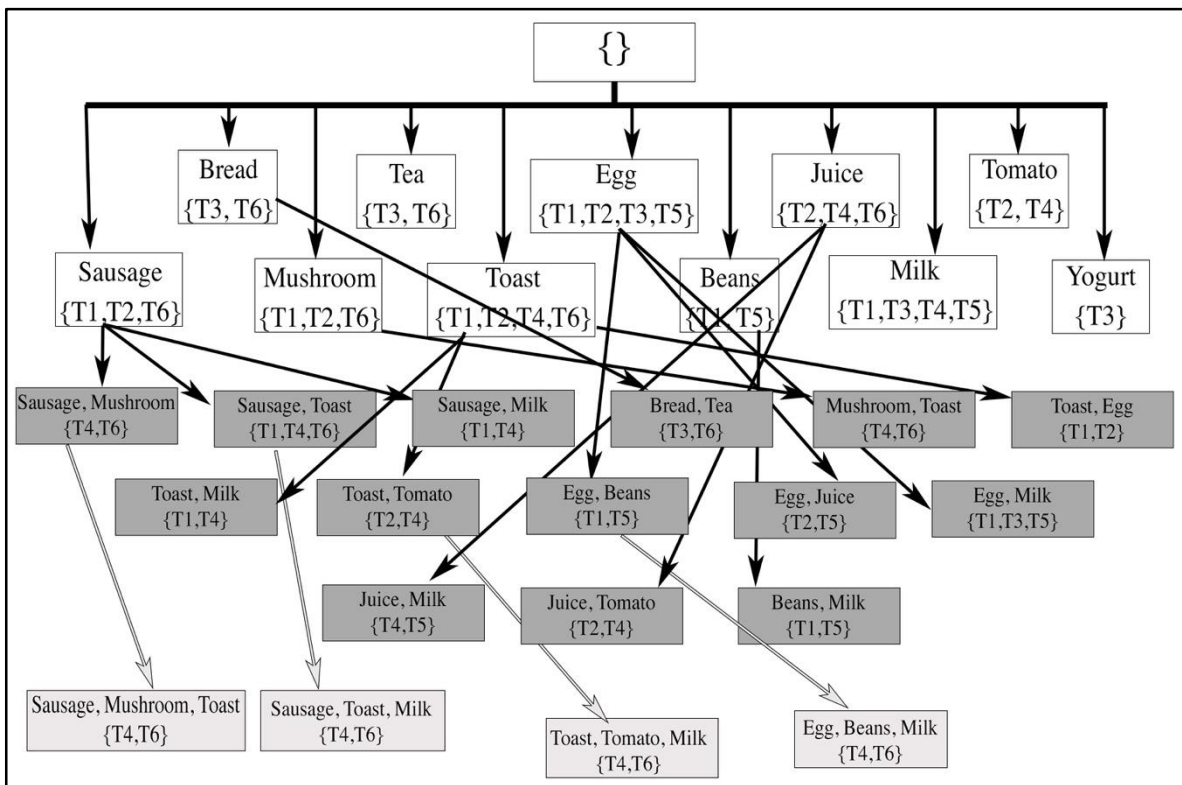 {}
Bread
{T3, T6}
Tea
{T3, T6}
Egg
{T1,T2,T3,T5}
Juice
{T2,T4,T6}
Tomato
{T2, T4}
Sausage
{T1,T2,T6}
Mushroom
{T1,T2,T6}
Toast
{T1,T2,T4,T6}
Beans
{T1, T5}
Milk
{T1,T3,T4,T5}
Yogurt
{T3}
Sausage, Mushroom
{T4,T6}
Sausage, Toast
{T1,T4,T6}
Sausage, Milk
{T1,T4}
Bread, Tea
{T3,T6}
Mushroom, Toast
{T4,T6}
Toast, Egg
{T1,T2}
Toast, Milk
{T1,T4}
Toast, Tomato
{T2,T4}
Egg, Beans
{T1,T5}
Egg, Juice
{T2,T5}
Egg, Milk
{T1,T3,T5}
Juice, Milk
{T4,T5}
Juice, Tomato
{T2,T4}
Beans, Milk
{T1,T5}
Sausage, Mushroom, Toast
{T4,T6}
Sausage, Toast, Milk
{T4,T6}
Toast, Tomato, Milk
{T4,T6}
Egg, Beans, Milk
{T4,T6}